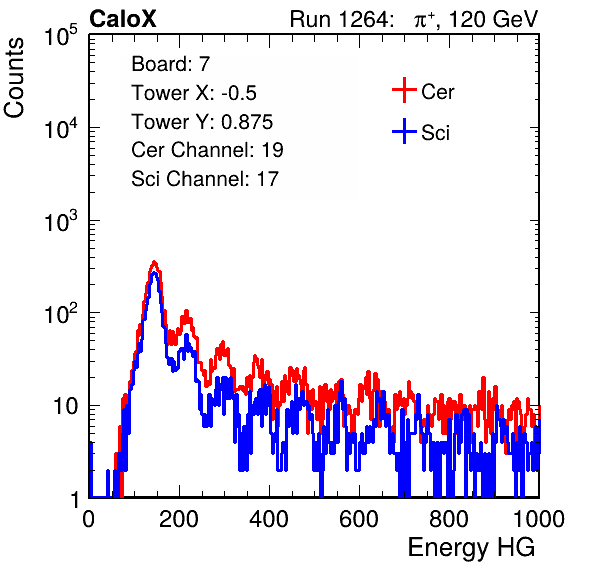 CaloX Run 1264: π⁺, 120 GeV
Board: 7
Tower X: -0.5
Tower Y: 0.875
Cer Channel: 19
Sci Channel: 17
Cer
Sci
Counts
10⁵
10⁴
10³
10²
10
1
0 200 400 600 800 1000
Energy HG